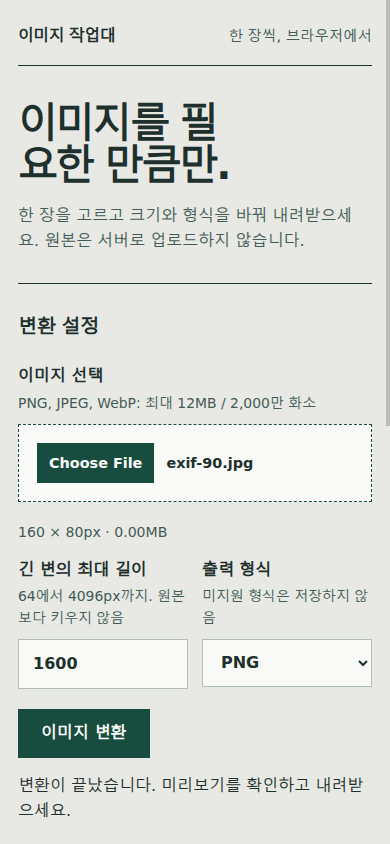 이미지 작업대
한 장씩, 브라우저에서
이미지를 필
요한 만큼만.
한 장을 고르고 크기와 형식을 바꿔 내려받으세
요. 원본은 서버로 업로드하지 않습니다.
변환 설정
이미지 선택
PNG, JPEG, WebP: 최대 12MB / 2,000만 화소
Choose File
exif-90.jpg
160 × 80px · 0.00MB
긴 변의 최대 길이
64에서 4096px까지. 원본
보다 키우지 않음
1600
출력 형식
미지원 형식은 저장하지 않
음
PNG
이미지 변환
변환이 끝났습니다. 미리보기를 확인하고 내려받
으세요.